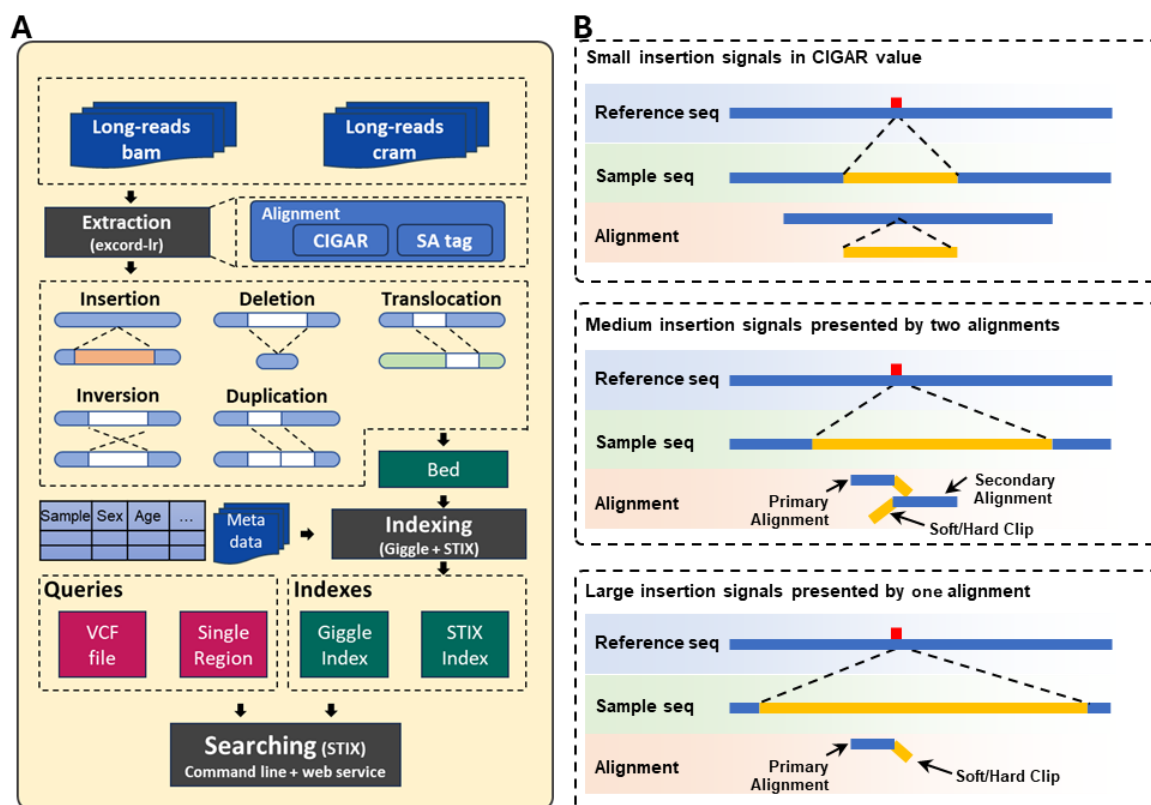 A
Long-reads
bam
Long-reads
cram
Extraction
(excord-lr)
Alignment
CIGAR
SA tag
Insertion
Deletion
Translocation
Inversion
Duplication
Bed
Sample Sex Age ...
Meta
data
Indexing
(Giggle + STIX)
Queries
VCF
file
Single
Region
Indexes
Giggle
Index
STIX
Index
Searching (STIX)
Command line + web service
B
Small insertion signals in CIGAR value
Reference seq
Sample seq
Alignment
Medium insertion signals presented by two alignments
Reference seq
Sample seq
Alignment
Primary
Alignment
Secondary
Alignment
Soft/Hard Clip
Large insertion signals presented by one alignment
Reference seq
Sample seq
Alignment
Primary
Alignment
Soft/Hard Clip